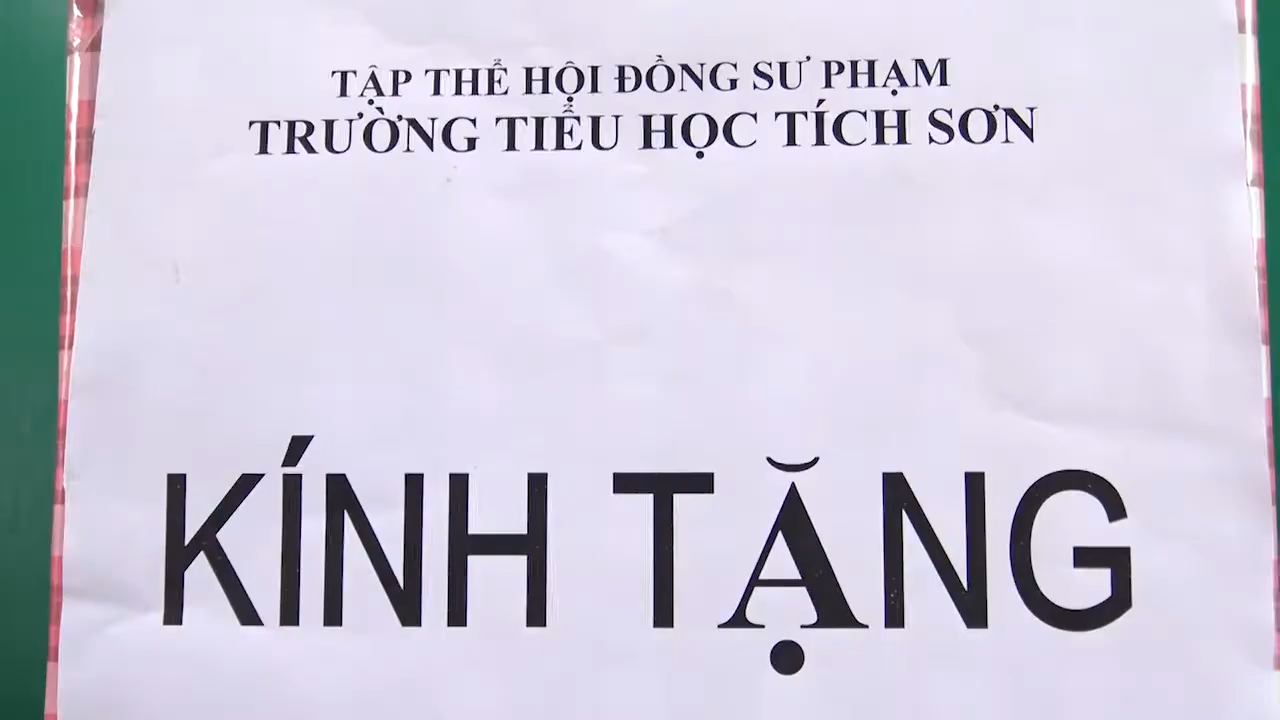 TẬP THỂ HỘI ĐỒNG SƯ PHẠM
TRƯỜNG TIỂU HỌC TÍCH SƠN
KÍNH TẶNG